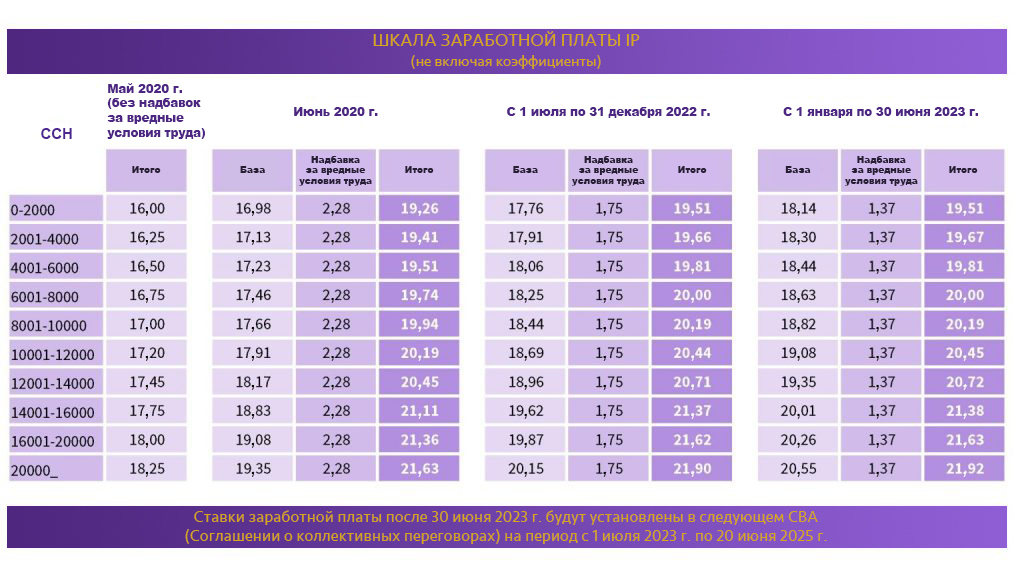 ШКАЛА ЗАРАБОТНОЙ ПЛАТЫ IP
(не включая коэффициенты)
ССН
Май 2020 г.
(без надбавок
за вредные
условия труда)
Июнь 2020 г.
С 1 июля по 31 декабря 2022 г.
С 1 января по 30 июня 2023 г.
Итого База Надбавка за вредные условия труда Итого База Надбавка за вредные условия труда Итого База Надбавка за вредные условия труда Итого
0-2000 16,00 16,98 2,28 19,26 17,76 1,75 19,51 18,14 1,37 19,51
2001-4000 16,25 17,13 2,28 19,41 17,91 1,75 19,66 18,30 1,37 19,67
4001-6000 16,50 17,23 2,28 19,51 18,06 1,75 19,81 18,44 1,37 19,81
6001-8000 16,75 17,46 2,28 19,74 18,25 1,75 20,00 18,63 1,37 20,00
8001-10000 17,00 17,66 2,28 19,94 18,44 1,75 20,19 18,82 1,37 20,19
10001-12000 17,20 17,91 2,28 20,19 18,69 1,75 20,44 19,08 1,37 20,45
12001-14000 17,45 18,17 2,28 20,45 18,96 1,75 20,71 19,35 1,37 20,72
14001-16000 17,75 18,83 2,28 21,11 19,62 1,75 21,37 20,01 1,37 21,38
16001-20000 18,00 19,08 2,28 21,36 19,87 1,75 21,62 20,26 1,37 21,63
20000_ 18,25 19,35 2,28 21,63 20,15 1,75 21,90 20,55 1,37 21,92
Ставки заработной платы после 30 июня 2023 г. будут установлены в следующем СВА
(Соглашении о коллективных переговорах) на период с 1 июля 2023 г. по 20 июня 2025 г.